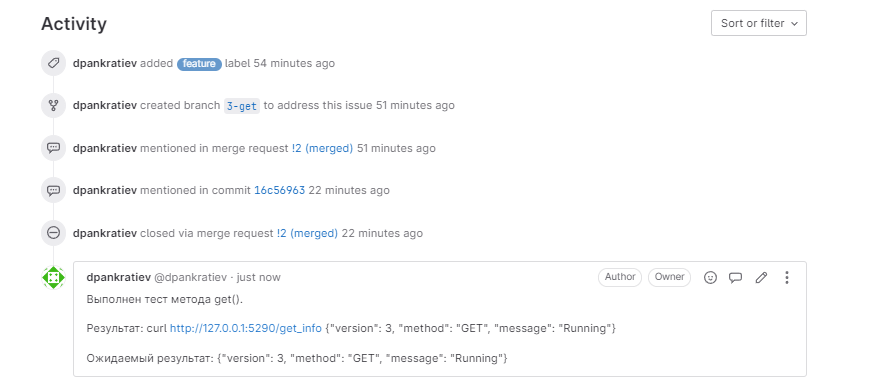 Activity
Sort or filter
dpankratiev added feature label 54 minutes ago
dpankratiev created branch 3-get to address this issue 51 minutes ago
dpankratiev mentioned in merge request !2 (merged) 51 minutes ago
dpankratiev mentioned in commit 16c56963 22 minutes ago
dpankratiev closed via merge request !2 (merged) 22 minutes ago
dpankratiev @dpankratiev · just now Author Owner
Выполнен тест метода get().
Результат: curl http://127.0.0.1:5290/get_info {"version": 3, "method": "GET", "message": "Running"}
Ожидаемый результат: {"version": 3, "method": "GET", "message": "Running"}